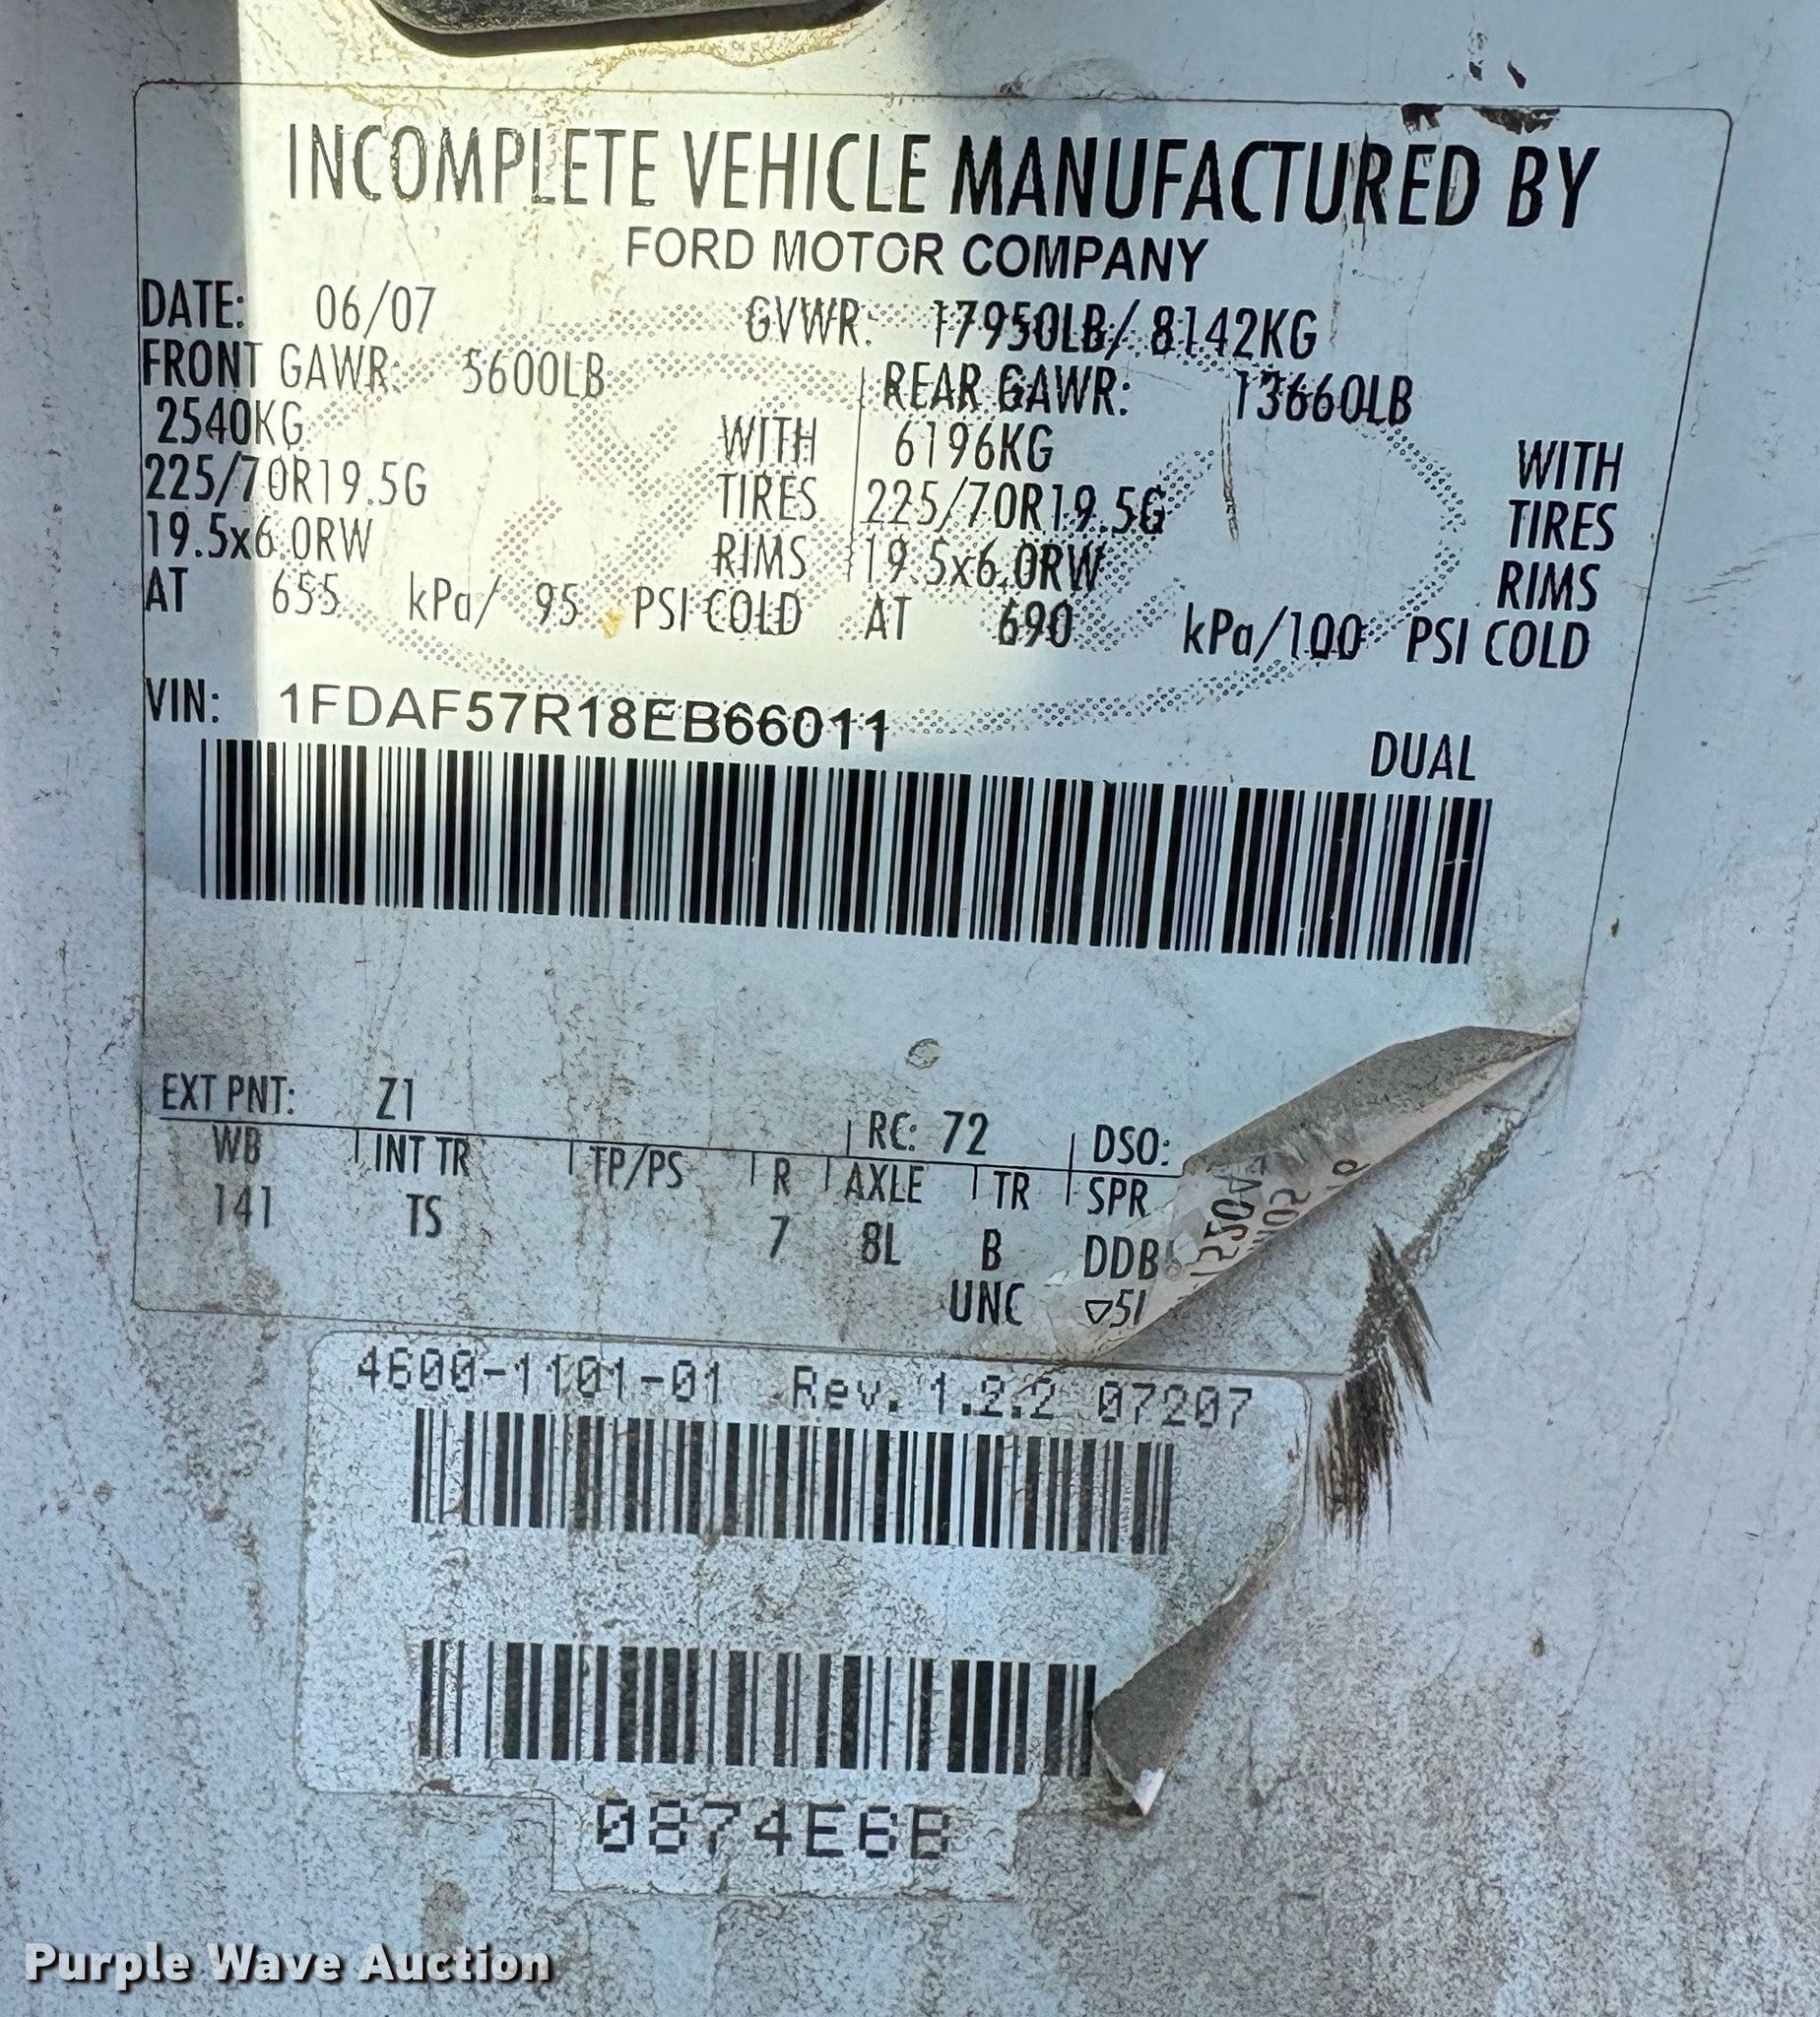 INCOMPLETE VEHICLE MANUFACTURED BY
FORD MOTOR COMPANY
DATE: 06/07 GVWR: 17950LB/ 8142KG
FRONT GAWR: 5600LB REAR GAWR: 13660LB
2540KG WITH 6196KG WITH
225/70R19.5G TIRES 225/70R19.5G TIRES
19.5x6.0RW RIMS 19.5x6.0RW RIMS
AT 655 kPa/ 95 PSI COLD AT 690 kPa/100 PSI COLD
VIN: 1FDAF57R18EB66011
DUAL
EXT PNT: Z1 RC: 72 DSO:
WB INT TR TP/PS R AXLE TR SPR
141 TS 7 8L B DDB
UNC ▽51
4600-1101-01 Rev. 1.2.2 07207
0874E6B
Purple Wave Auction